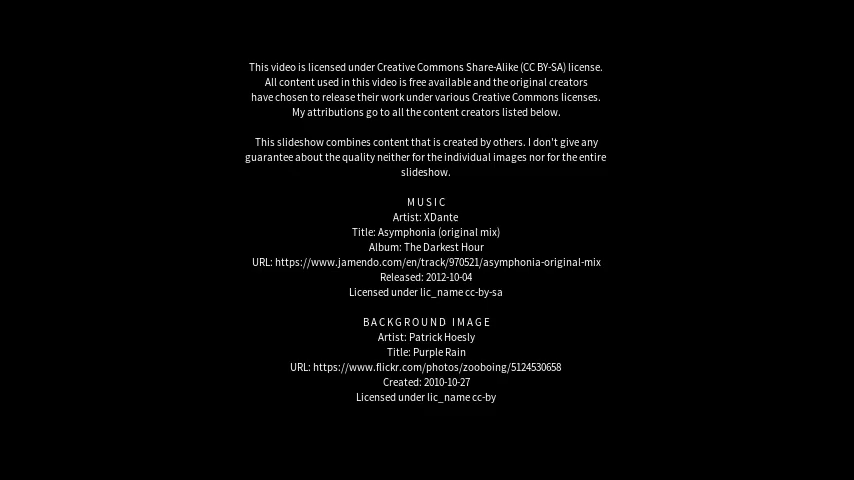 This video is licensed under Creative Commons Share-Alike (CC BY-SA) license.
All content used in this video is free available and the original creators
have chosen to release their work under various Creative Commons licenses.
My attributions go to all the content creators listed below.
This slideshow combines content that is created by others. I don't give any
guarantee about the quality neither for the individual images nor for the entire
slideshow.
MUSIC
Artist: XDante
Title: Asymphonia (original mix)
Album: The Darkest Hour
URL: https://www.jamendo.com/en/track/970521/asymphonia-original-mix
Released: 2012-10-04
Licensed under lic_name cc-by-sa
BACKGROUND IMAGE
Artist: Patrick Hoesly
Title: Purple Rain
URL: https://www.flickr.com/photos/zooboing/5124530658
Created: 2010-10-27
Licensed under lic_name cc-by